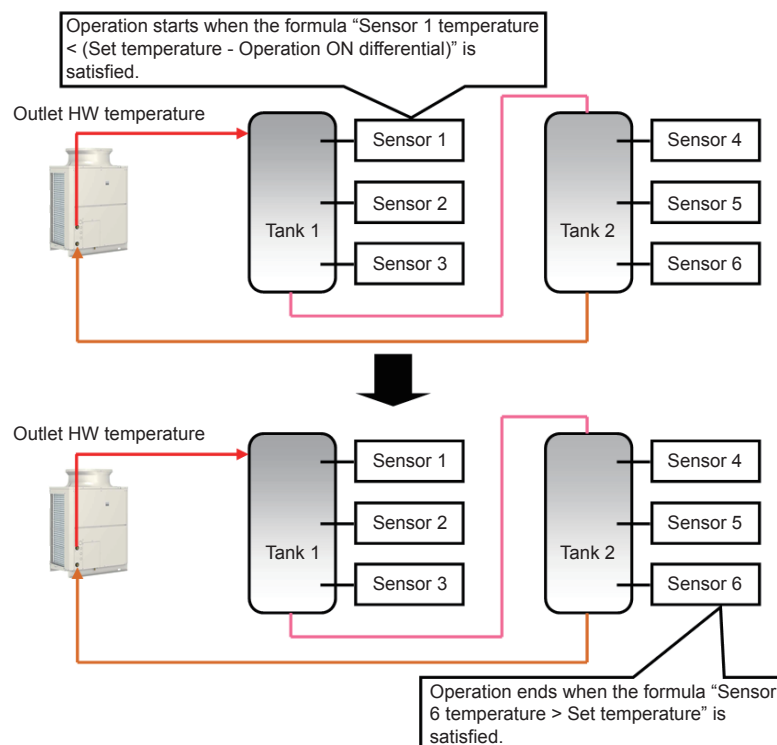 Operation starts when the formula “Sensor 1 temperature
< (Set temperature - Operation ON differential)” is
satisfied.
Outlet HW temperature
Sensor 1
Sensor 4
Sensor 2
Sensor 5
Tank 1
Tank 2
Sensor 3
Sensor 6
Outlet HW temperature
Sensor 1
Sensor 4
Sensor 2
Sensor 5
Tank 1
Tank 2
Sensor 3
Sensor 6
Operation ends when the formula “Sensor
6 temperature > Set temperature” is
satisfied.